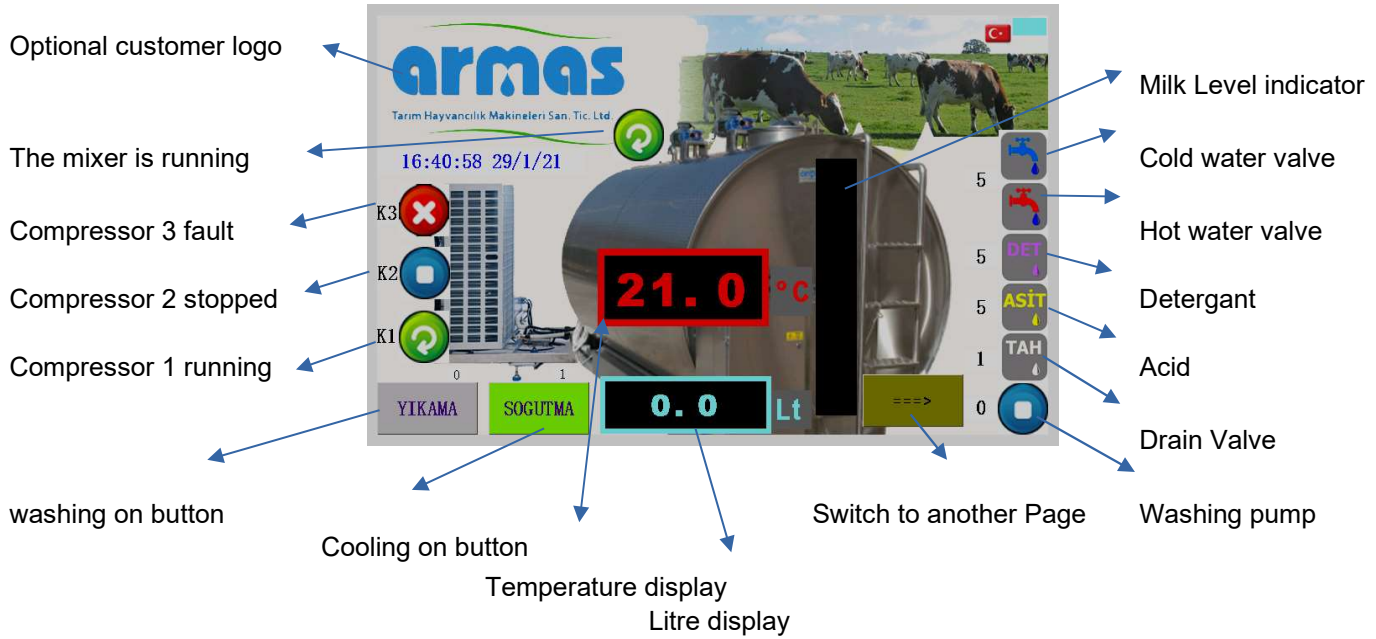 Optional customer logo
The mixer is running
Compressor 3 fault
Compressor 2 stopped
Compressor 1 running
washing on button
armas
Tarım Hayvancılık Makineleri San. Tic. Ltd.
16:40:58 29/1/21
K3
K2
K1
0 1
YIKAMA
SOGUTMA
21.0 °C
0.0 Lt
===>
5
5
DET
5
ASİT
1
TAH
0
Milk Level indicator
Cold water valve
Hot water valve
Detergant
Acid
Drain Valve
Washing pump
Switch to another Page
Cooling on button
Temperature display
Litre display